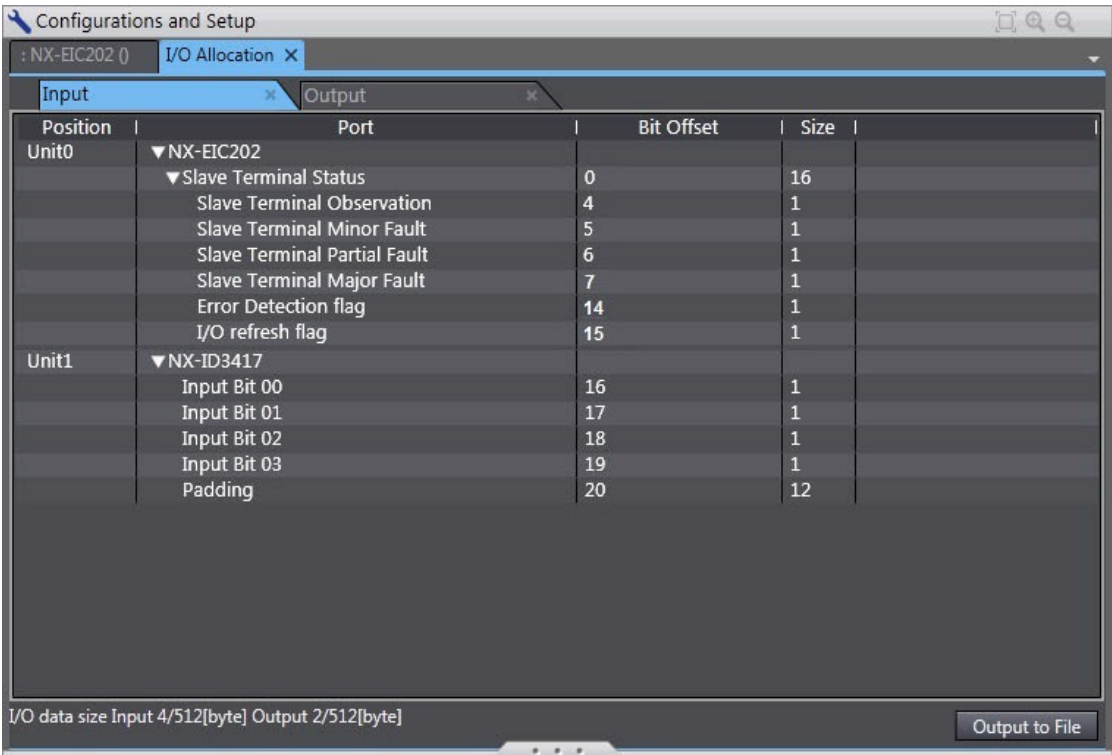 Configurations and Setup
: NX-EIC202 () I/O Allocation
Input Output
Position Port Bit Offset Size
Unit0 NX-EIC202
Slave Terminal Status 0 16
Slave Terminal Observation 4 1
Slave Terminal Minor Fault 5 1
Slave Terminal Partial Fault 6 1
Slave Terminal Major Fault 7 1
Error Detection flag 14 1
I/O refresh flag 15 1
Unit1 NX-ID3417
Input Bit 00 16 1
Input Bit 01 17 1
Input Bit 02 18 1
Input Bit 03 19 1
Padding 20 12
I/O data size Input 4/512[byte] Output 2/512[byte]
Output to File